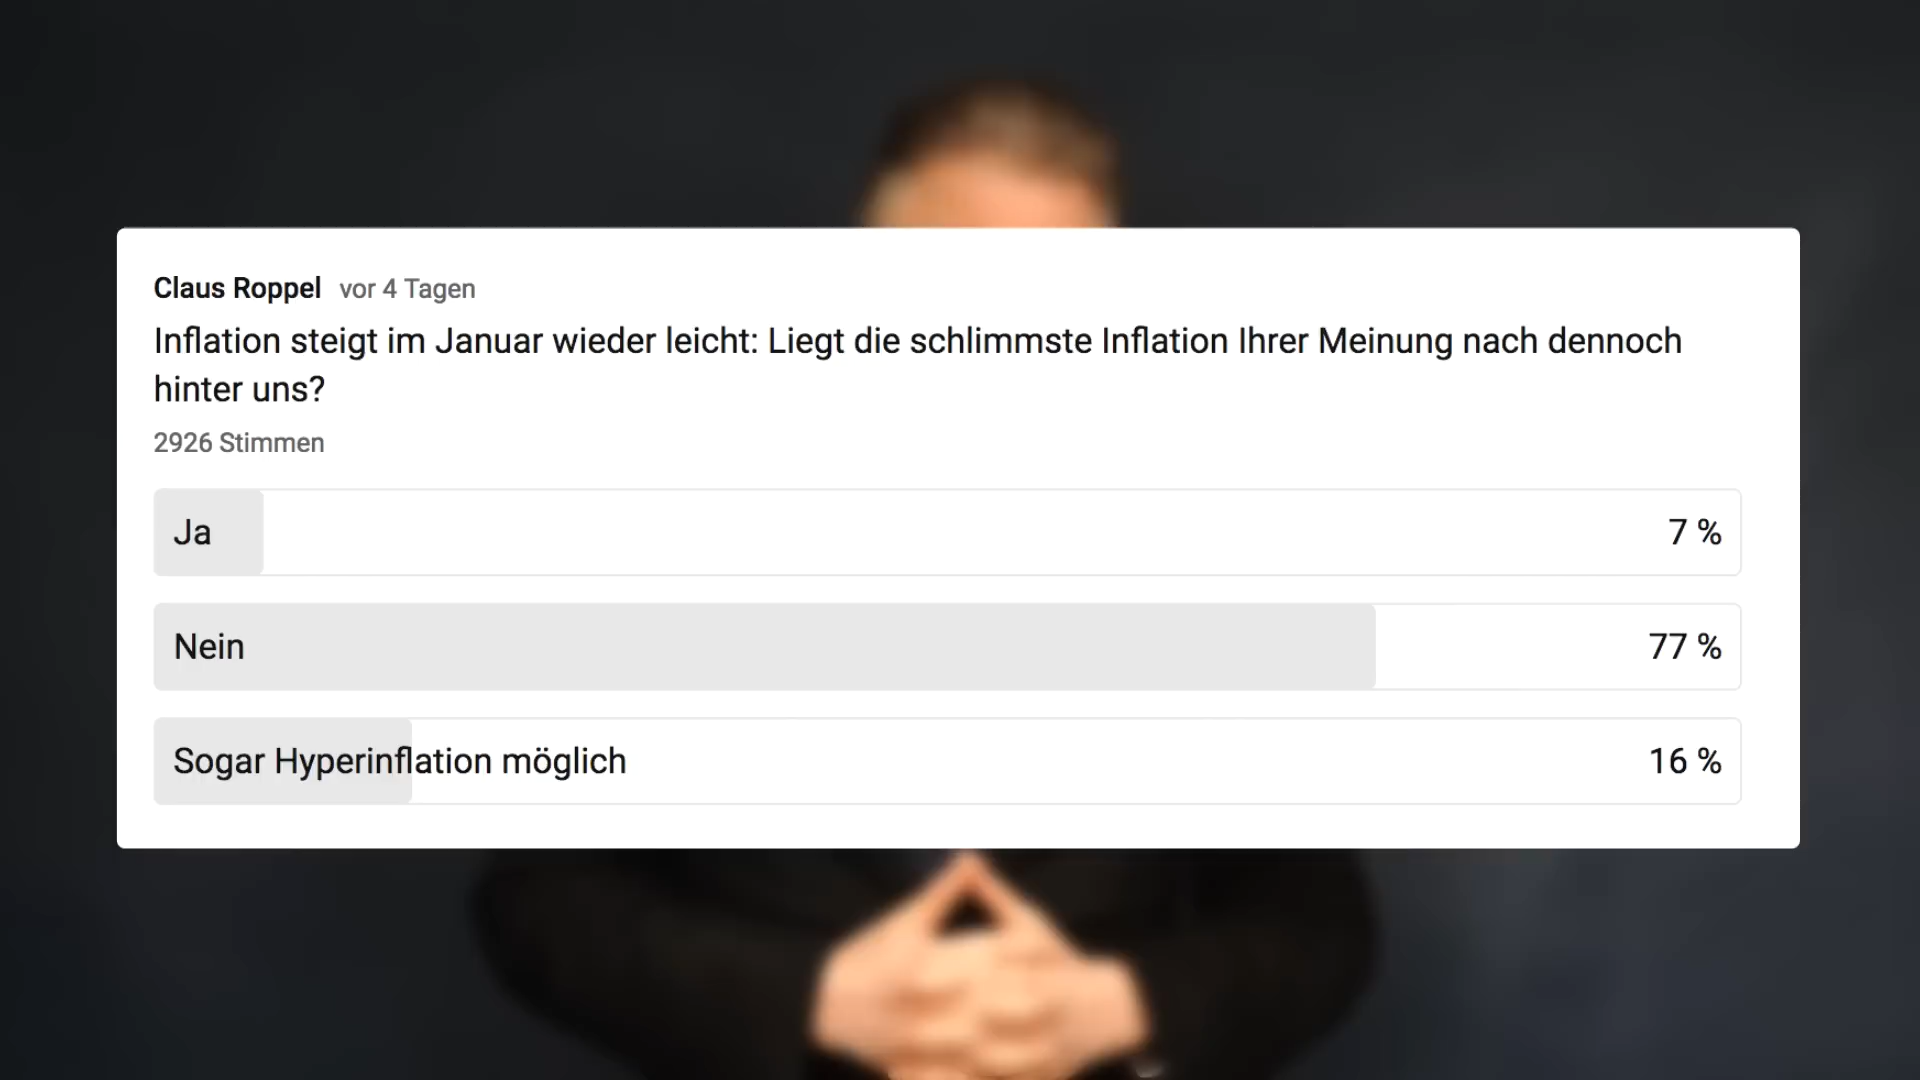 Claus Roppel vor 4 Tagen
Inflation steigt im Januar wieder leicht: Liegt die schlimmste Inflation Ihrer Meinung nach dennoch
hinter uns?
2926 Stimmen
Ja 7 %
Nein 77 %
Sogar Hyperinflation möglich 16 %